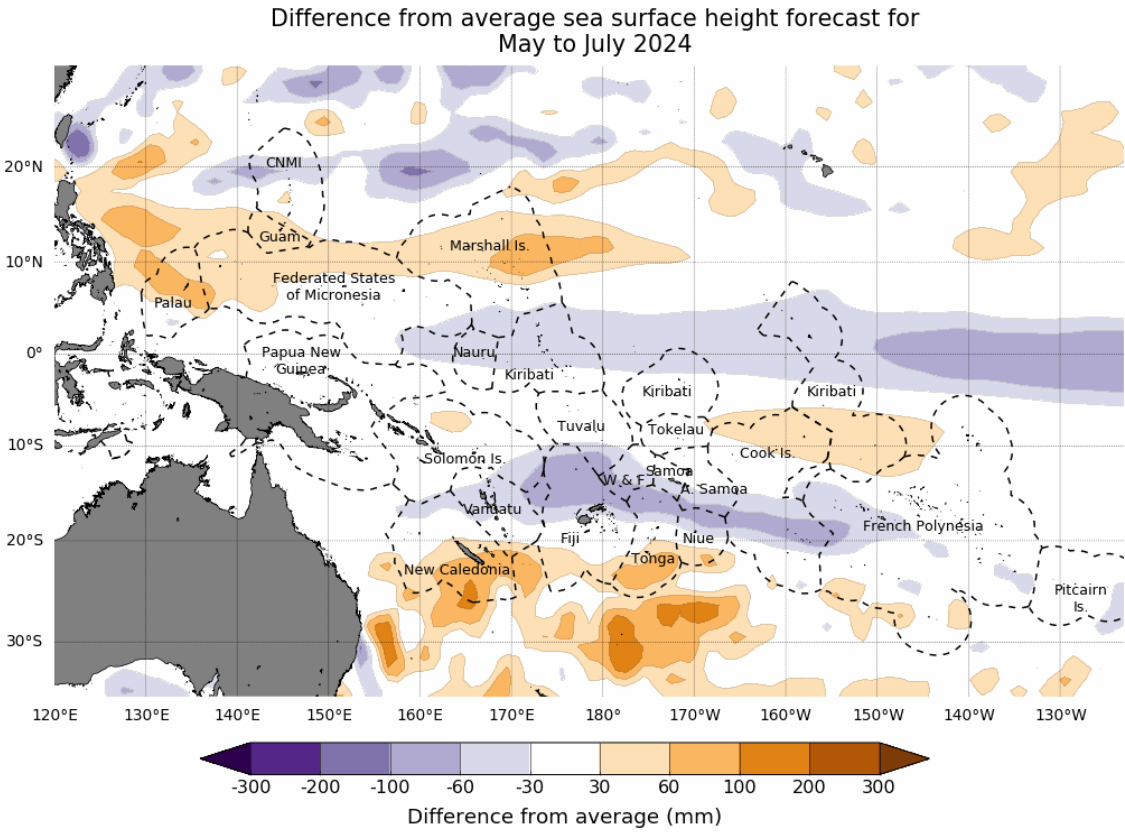 Difference from average sea surface height forecast for
May to July 2024
20°N
10°N
0°
10°S
20°S
30°S
CNMI
Guam
Marshall Is.
Federated States
of Micronesia
Palau
Papua New
Guinea
Nauru
Kiribati
Kiribati
Kiribati
Tuvalu
Tokelau
Solomon Is.
Cook Is.
Samoa
W & F
A. Samoa
Vanuatu
French Polynesia
Fiji
Niue
Tonga
New Caledonia
Pitcairn
Is.
120°E 130°E 140°E 150°E 160°E 170°E 180° 170°W 160°W 150°W 140°W 130°W
-300 -200 -100 -60 -30 30 60 100 200 300
Difference from average (mm)